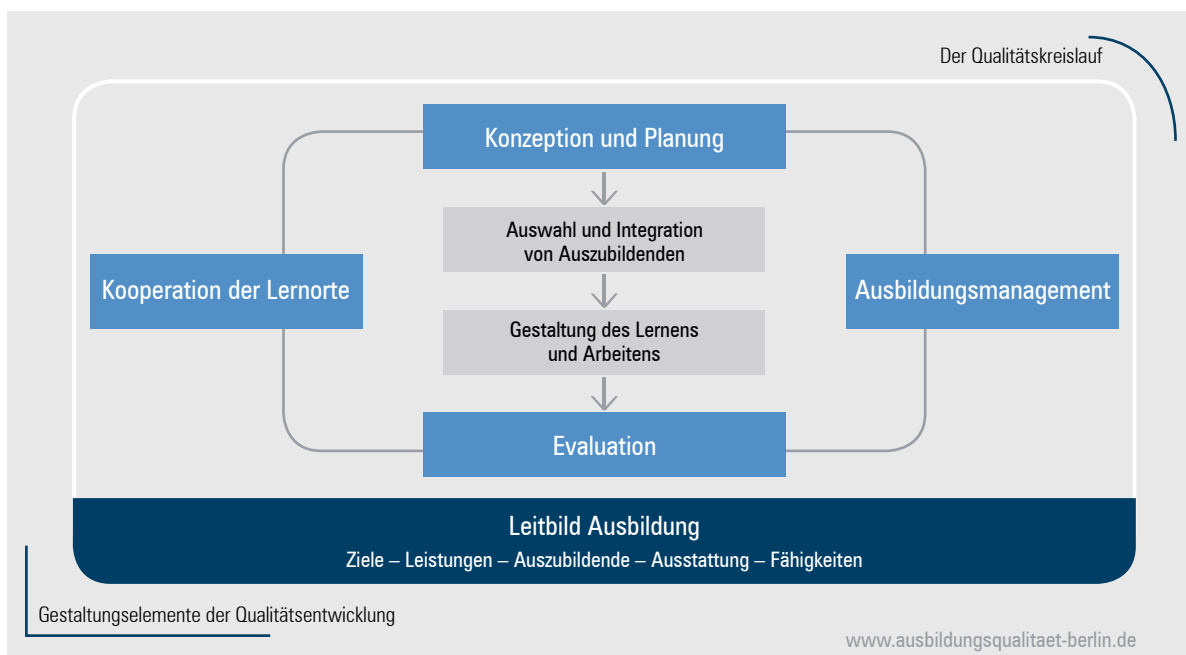 Der Qualitätskreislauf
Konzeption und Planung
Auswahl und Integration
von Auszubildenden
Kooperation der Lernorte
Ausbildungsmanagement
Gestaltung des Lernens
und Arbeitens
Evaluation
Leitbild Ausbildung
Ziele – Leistungen – Auszubildende – Ausstattung – Fähigkeiten
Gestaltungselemente der Qualitätsentwicklung
www.ausbildungsqualitaet-berlin.de